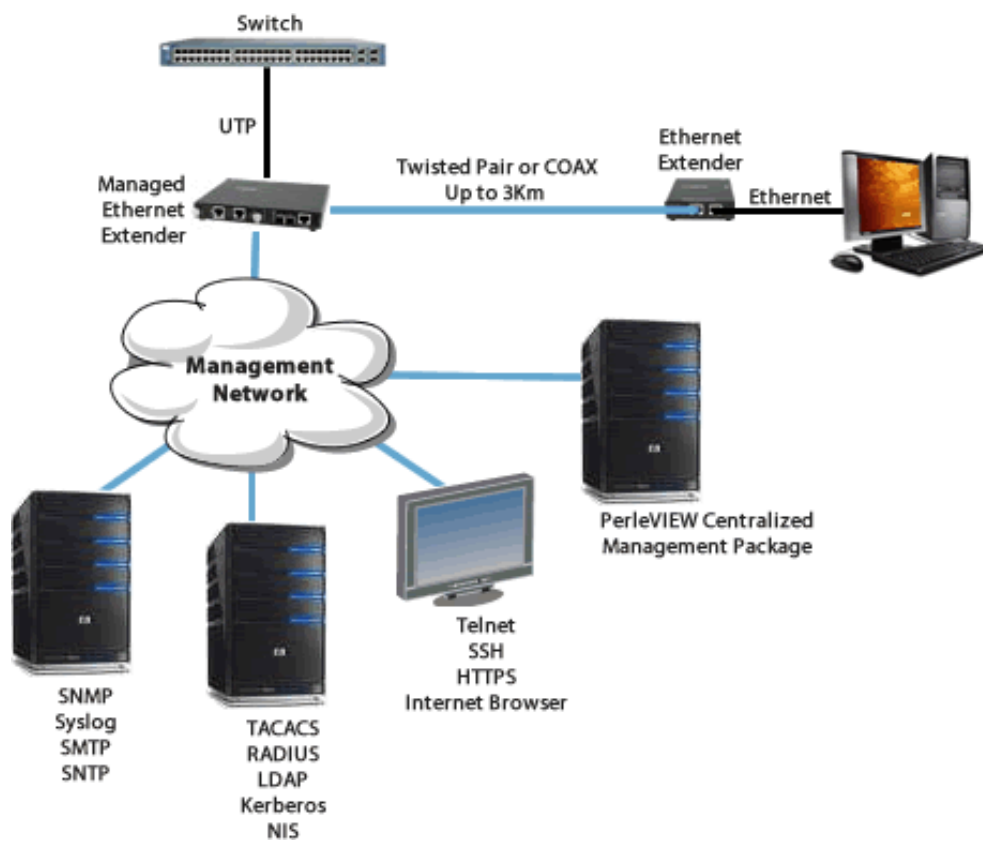 Switch
UTP
Managed
Ethernet
Extender
Twisted Pair or COAX
Up to 3Km
Ethernet
Extender
Ethernet
Management
Network
PerleVIEW Centralized
Management Package
Telnet
SSH
HTTPS
Internet Browser
SNMP
Syslog
SMTP
SNTP
TACACS
RADIUS
LDAP
Kerberos
NIS